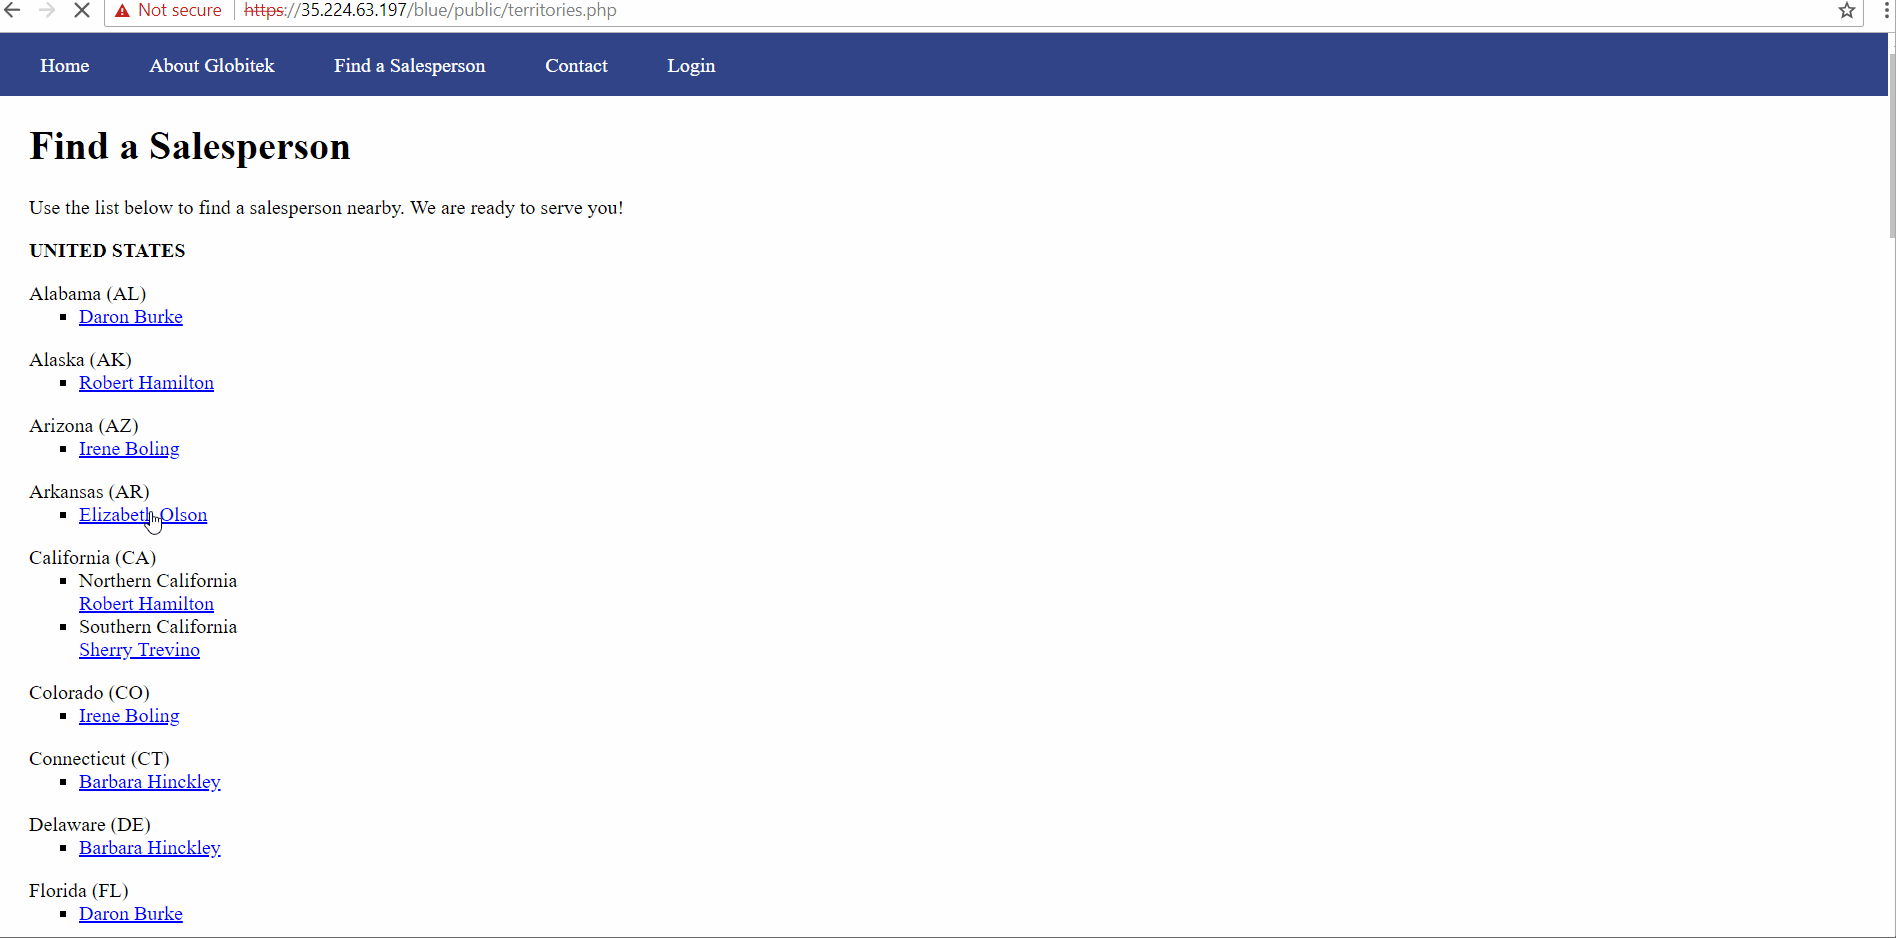 Not secure https://35.224.63.197/blue/public/territories.php
Home About Globitek Find a Salesperson Contact Login
Find a Salesperson
Use the list below to find a salesperson nearby. We are ready to serve you!
UNITED STATES
Alabama (AL)
Daron Burke
Alaska (AK)
Robert Hamilton
Arizona (AZ)
Irene Boling
Arkansas (AR)
Elizabeth Olson
California (CA)
Northern California
Robert Hamilton
Southern California
Sherry Trevino
Colorado (CO)
Irene Boling
Connecticut (CT)
Barbara Hinckley
Delaware (DE)
Barbara Hinckley
Florida (FL)
Daron Burke